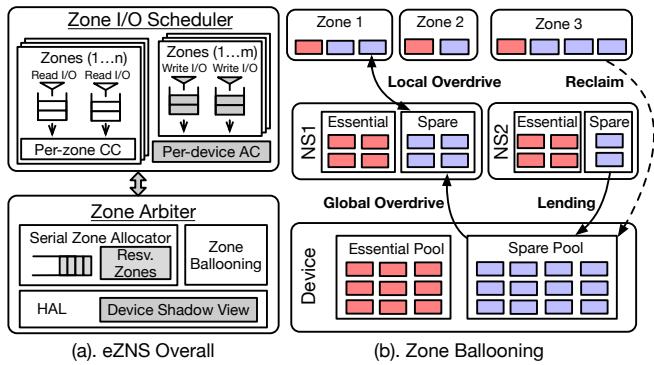 Zone I/O Scheduler
Zones (1...n)
Read I/O Read I/O
Per-zone CC
Zones (1...m)
Write I/O Write I/O
Per-device AC
Zone Arbiter
Serial Zone Allocator
Resv.
Zones
Zone
Ballooning
HAL
Device Shadow View
(a). eZNS Overall
Zone 1
Zone 2
Zone 3
Local Overdrive
Reclaim
NS1
Essential
Spare
NS2
Essential
Spare
Global Overdrive
Lending
Device
Essential Pool
Spare Pool
(b). Zone Ballooning